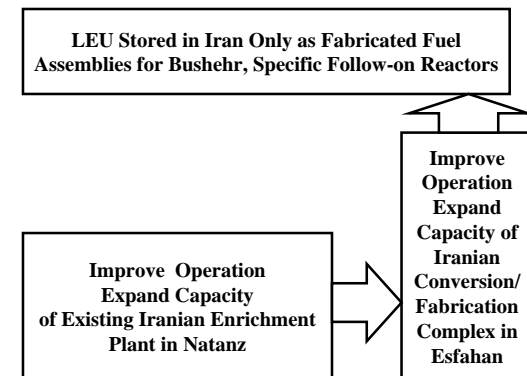 LEU Stored in Iran Only as Fabricated Fuel
Assemblies for Bushehr, Specific Follow-on Reactors
Improve Operation
Expand Capacity
of Existing Iranian Enrichment
Plant in Natanz
Improve
Operation
Expand
Capacity of
Iranian
Conversion/
Fabrication
Complex in
Esfahan